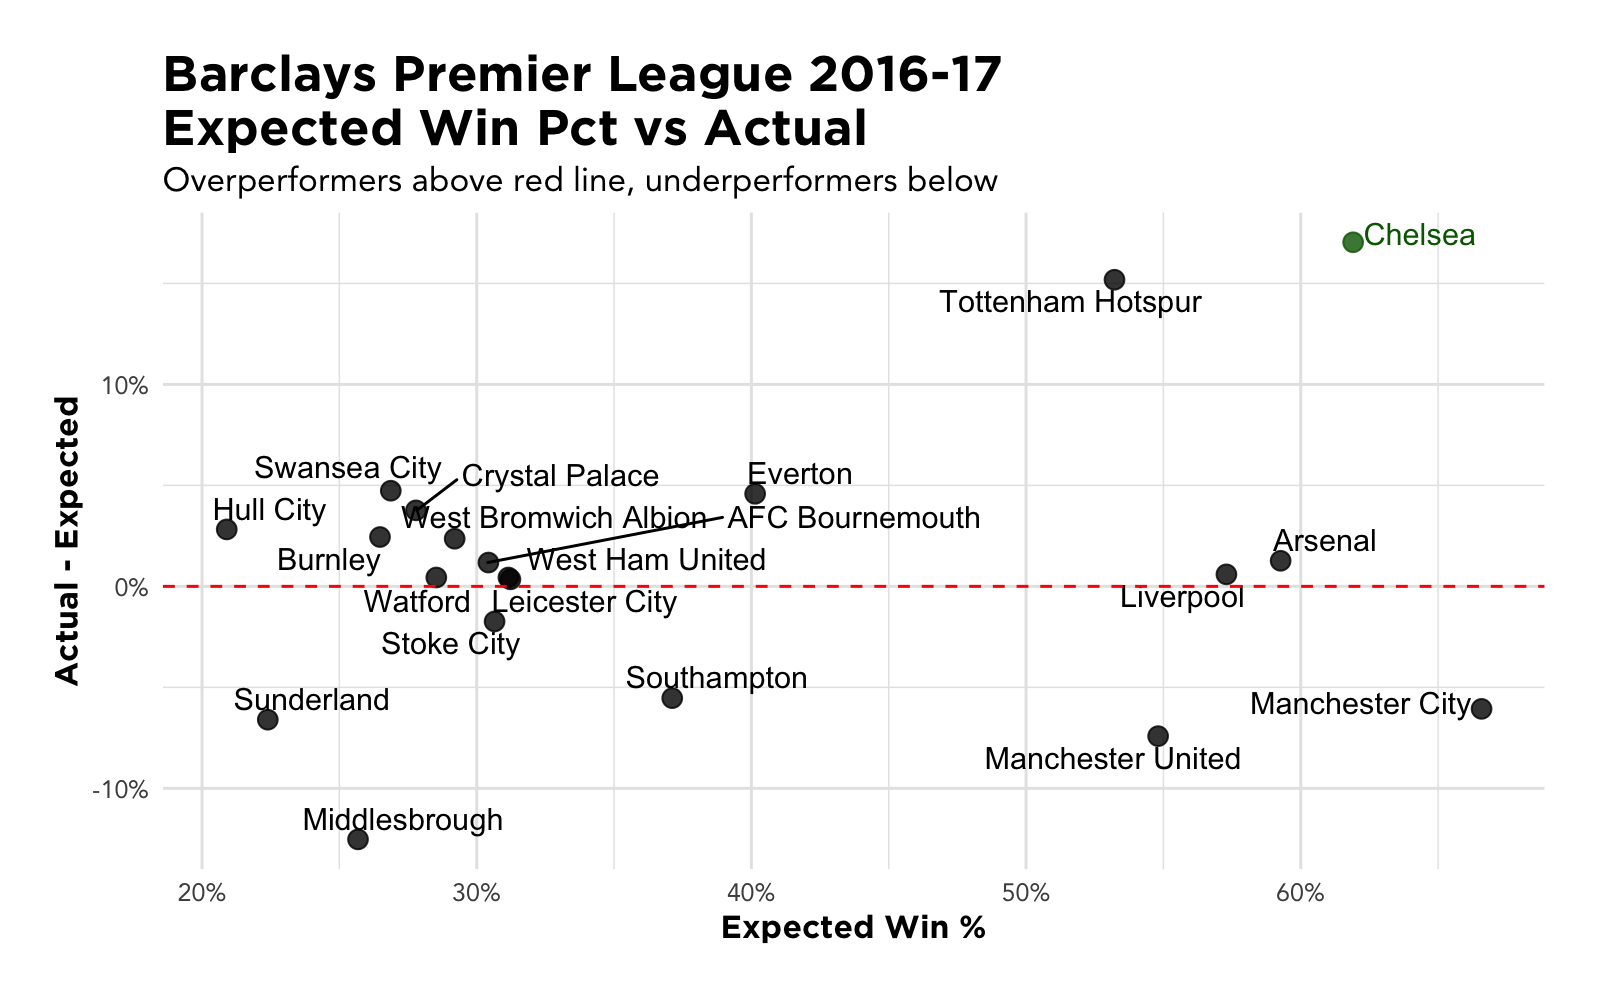 Barclays Premier League 2016-17
Expected Win Pct vs Actual
Overperformers above red line, underperformers below
Chelsea
Tottenham Hotspur
10%
Swansea City
Crystal Palace
Everton
Hull City
West Bromwich Albion
AFC Bournemouth
Arsenal
Burnley
West Ham United
0%
Liverpool
Watford
Leicester City
Stoke City
Southampton
Sunderland
Manchester City
Manchester United
-10%
Middlesbrough
Actual - Expected
20%
30%
40%
50%
60%
Expected Win %